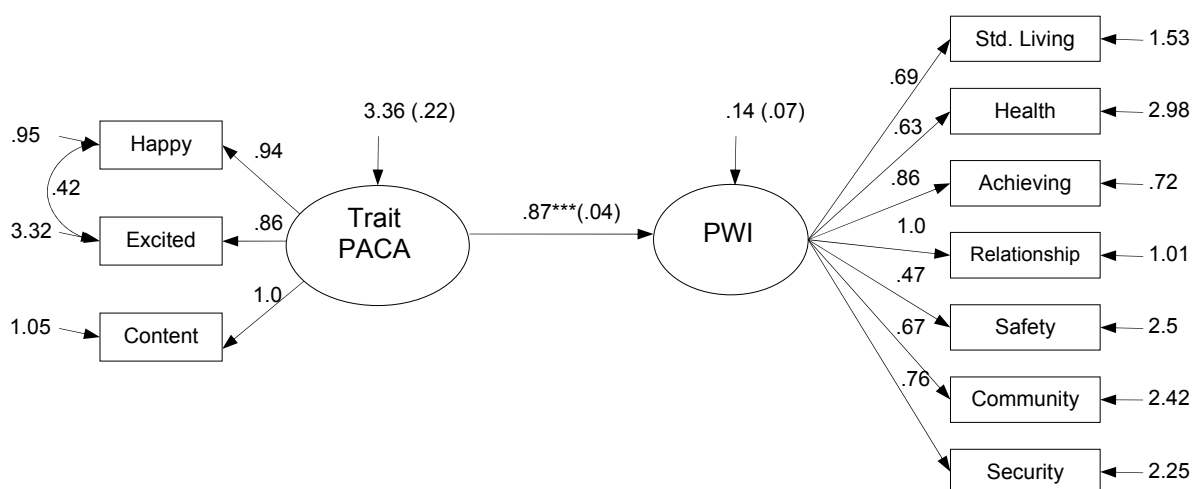 .95
Happy
.94
.42
3.32
Excited
.86
1.05
Content
1.0
3.36 (.22)
Trait
PACA
.87***(.04)
.14 (.07)
PWI
.69
Std. Living
1.53
.63
Health
2.98
.86
Achieving
.72
1.0
Relationship
1.01
.47
Safety
2.5
.67
Community
2.42
.76
Security
2.25